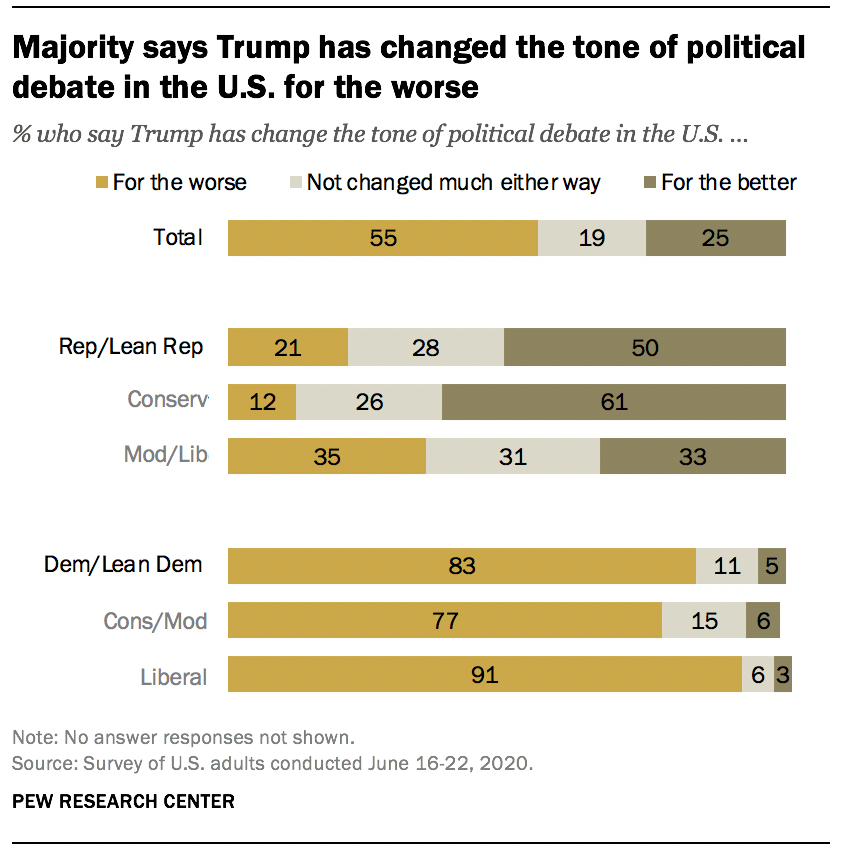 Majority says Trump has changed the tone of political
debate in the U.S. for the worse
% who say Trump has change the tone of political debate in the U.S. ...
For the worse Not changed much either way For the better
Total 55 19 25
Rep/Lean Rep 21 28 50
Conserv 12 26 61
Mod/Lib 35 31 33
Dem/Lean Dem 83 11 5
Cons/Mod 77 15 6
Liberal 91 6 3
Note: No answer responses not shown.
Source: Survey of U.S. adults conducted June 16-22, 2020.
PEW RESEARCH CENTER